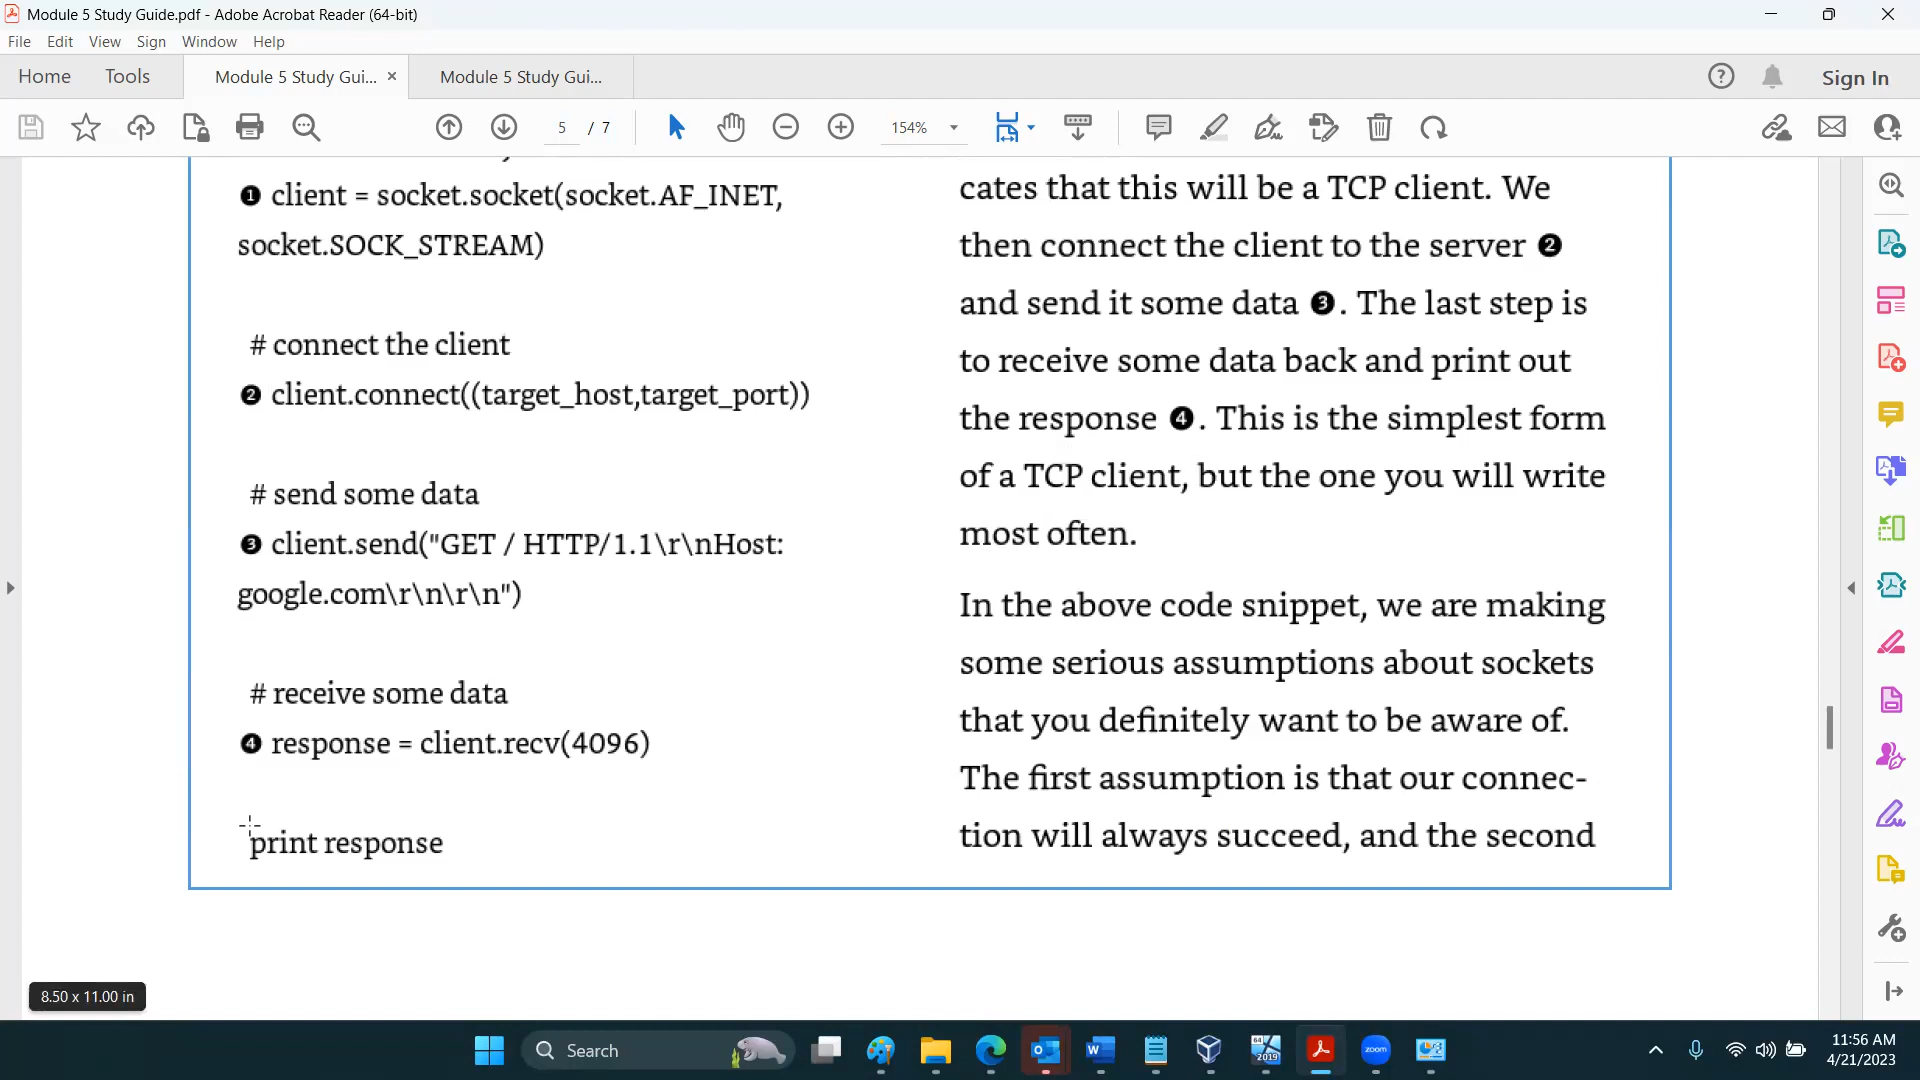 Module 5 Study Guide.pdf - Adobe Acrobat Reader (64-bit)
File Edit View Sign Window Help
Home Tools Module 5 Study Gui... × Module 5 Study Gui... Sign In
5 / 7 154%
❶ client = socket.socket(socket.AF_INET,
socket.SOCK_STREAM)
# connect the client
❷ client.connect((target_host,target_port))
# send some data
❸ client.send("GET / HTTP/1.1\r\nHost:
google.com\r\n\r\n")
# receive some data
❹ response = client.recv(4096)
print response
cates that this will be a TCP client. We
then connect the client to the server ❷
and send it some data ❸. The last step is
to receive some data back and print out
the response ❹. This is the simplest form
of a TCP client, but the one you will write
most often.
In the above code snippet, we are making
some serious assumptions about sockets
that you definitely want to be aware of.
The first assumption is that our connec-
tion will always succeed, and the second
8.50 x 11.00 in
Search
64
2019
zoom
11:56 AM
4/21/2023